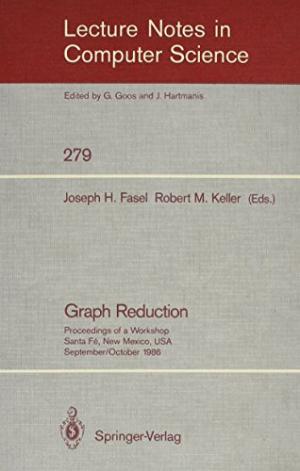 Lecture Notes in
Computer Science
Edited by G. Goos and J. Hartmanis
279
Joseph H. Fasel Robert M. Keller (Eds.)
Graph Reduction
Proceedings of a Workshop
Santa Fé, New Mexico, USA
September/October 1986
Springer-Verlag